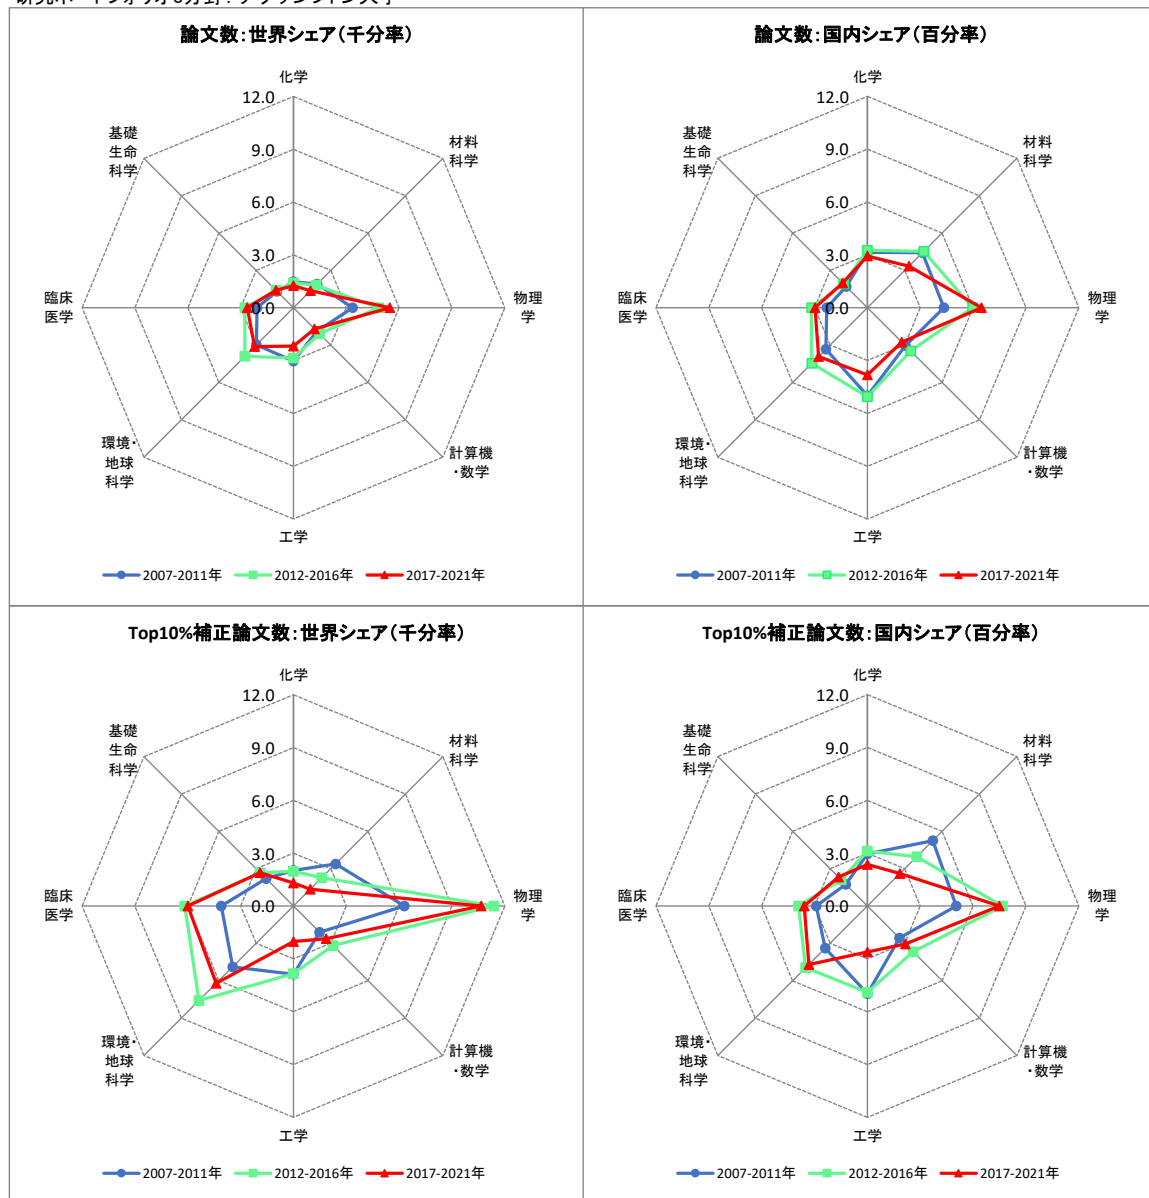 論文数:世界シェア(千分率)
化学
材料
科学
物理
学
計算機
・数学
工学
環境・
地球
科学
臨床
医学
基礎
生命
科学
12.0
9.0
6.0
3.0
0.0
2007-2011年
2012-2016年
2017-2021年
論文数:国内シェア(百分率)
化学
材料
科学
物理
学
計算機
・数学
工学
環境・
地球
科学
臨床
医学
基礎
生命
科学
12.0
9.0
6.0
3.0
0.0
2007-2011年
2012-2016年
2017-2021年
Top10%補正論文数:世界シェア(千分率)
化学
材料
科学
物理
学
計算機
・数学
工学
環境・
地球
科学
臨床
医学
基礎
生命
科学
12.0
9.0
6.0
3.0
0.0
2007-2011年
2012-2016年
2017-2021年
Top10%補正論文数:国内シェア(百分率)
化学
材料
科学
物理
学
計算機
・数学
工学
環境・
地球
科学
臨床
医学
基礎
生命
科学
12.0
9.0
6.0
3.0
0.0
2007-2011年
2012-2016年
2017-2021年